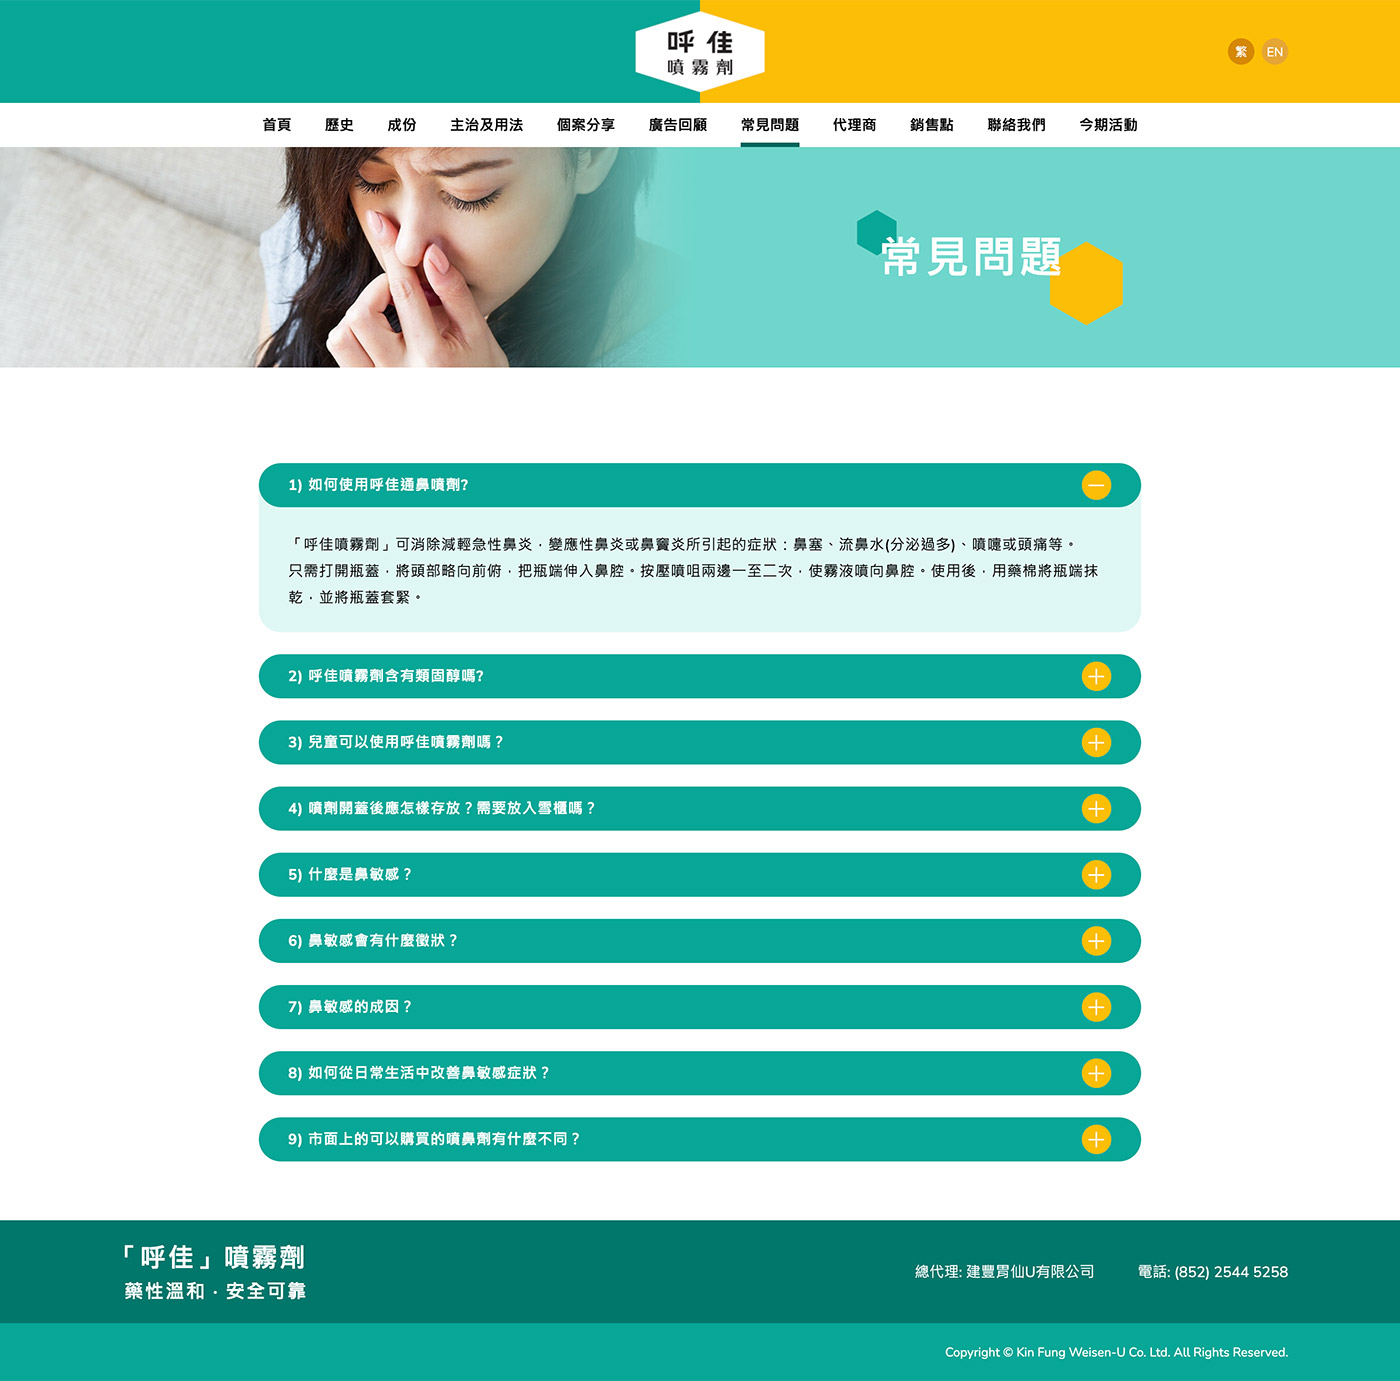 呼佳
噴霧劑
繁 EN
首頁 歷史 成份 主治及用法 個案分享 廣告回顧 常見問題 代理商 銷售點 聯絡我們 今期活動
常見問題
1) 如何使用呼佳通鼻噴劑?
「呼佳噴霧劑」可消除減輕急性鼻炎，變應性鼻炎或鼻竇炎所引起的症狀：鼻塞、流鼻水(分泌過多)、噴嚏或頭痛等。
只需打開瓶蓋，將頭部略向前俯，把瓶端伸入鼻腔。按壓噴咀兩邊一至二次，使霧液噴向鼻腔。使用後，用藥棉將瓶端抹
乾，並將瓶蓋套緊。
2) 呼佳噴霧劑含有類固醇嗎?
3) 兒童可以使用呼佳噴霧劑嗎？
4) 噴劑開蓋後應怎樣存放？需要放入雪櫃嗎？
5) 什麼是鼻敏感？
6) 鼻敏感會有什麼徵狀？
7) 鼻敏感的成因？
8) 如何從日常生活中改善鼻敏感症狀？
9) 市面上的可以購買的噴鼻劑有什麼不同？
「呼佳」噴霧劑
藥性溫和．安全可靠
總代理: 建豐胃仙U有限公司 電話: (852) 2544 5258
Copyright © Kin Fung Weisen-U Co. Ltd. All Rights Reserved.